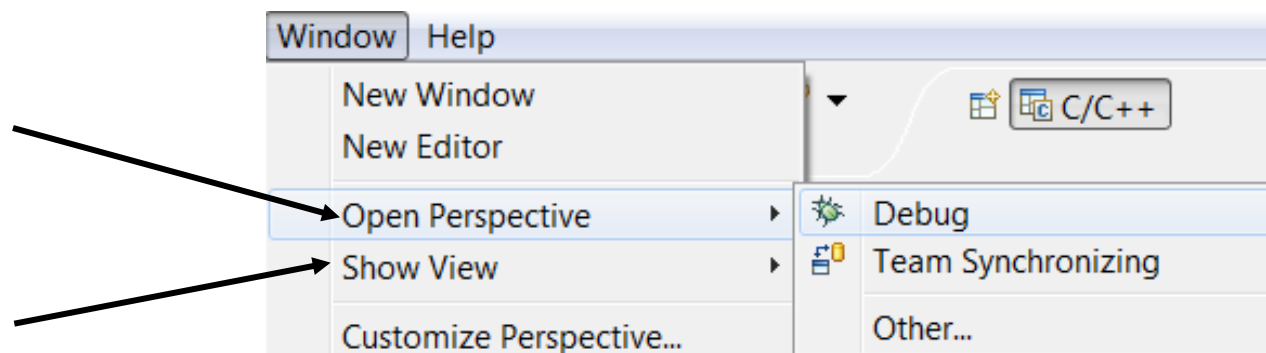 Window Help
New Window
C/C++
New Editor
Open Perspective
Debug
Show View
Team Synchronizing
Customize Perspective...
Other...